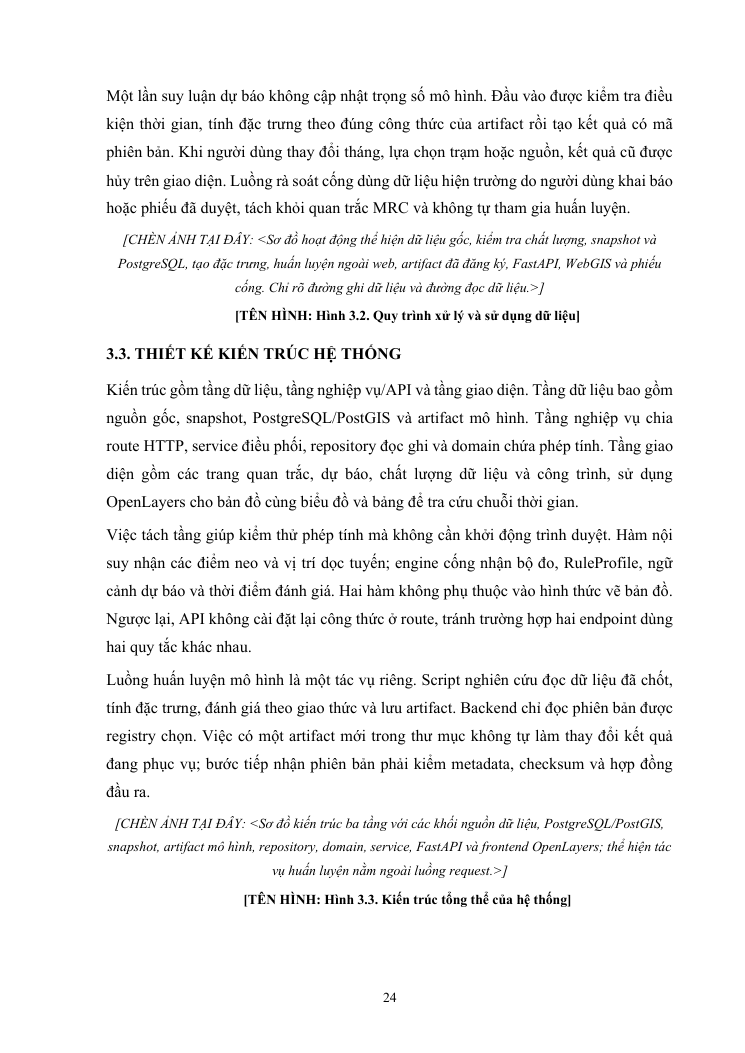 Một lần suy luận dự báo không cập nhật trọng số mô hình. Đầu vào được kiểm tra điều
kiện thời gian, tính đặc trưng theo đúng công thức của artifact rồi tạo kết quả có mã
phiên bản. Khi người dùng thay đổi tháng, lựa chọn trạm hoặc nguồn, kết quả cũ được
hủy trên giao diện. Luồng rà soát cống dùng dữ liệu hiện trường do người dùng khai báo
hoặc phiếu đã duyệt, tách khỏi quan trắc MRC và không tự tham gia huấn luyện.
[CHÈN ẢNH TẠI ĐÂY: <Sơ đồ hoạt động thể hiện dữ liệu gốc, kiểm tra chất lượng, snapshot và
PostgreSQL, tạo đặc trưng, huấn luyện ngoài web, artifact đã đăng ký, FastAPI, WebGIS và phiếu
cống. Chỉ rõ đường ghi dữ liệu và đường đọc dữ liệu.>]
[TÊN HÌNH: Hình 3.2. Quy trình xử lý và sử dụng dữ liệu]
3.3. THIẾT KẾ KIẾN TRÚC HỆ THỐNG
Kiến trúc gồm tầng dữ liệu, tầng nghiệp vụ/API và tầng giao diện. Tầng dữ liệu bao gồm
nguồn gốc, snapshot, PostgreSQL/PostGIS và artifact mô hình. Tầng nghiệp vụ chia
route HTTP, service điều phối, repository đọc ghi và domain chứa phép tính. Tầng giao
diện gồm các trang quan trắc, dự báo, chất lượng dữ liệu và công trình, sử dụng
OpenLayers cho bản đồ cùng biểu đồ và bảng để tra cứu chuỗi thời gian.
Việc tách tầng giúp kiểm thử phép tính mà không cần khởi động trình duyệt. Hàm nội
suy nhận các điểm neo và vị trí dọc tuyến; engine cống nhận bộ đo, RuleProfile, ngữ
cảnh dự báo và thời điểm đánh giá. Hai hàm không phụ thuộc vào hình thức vẽ bản đồ.
Ngược lại, API không cài đặt lại công thức ở route, tránh trường hợp hai endpoint dùng
hai quy tắc khác nhau.
Luồng huấn luyện mô hình là một tác vụ riêng. Script nghiên cứu đọc dữ liệu đã chốt,
tính đặc trưng, đánh giá theo giao thức và lưu artifact. Backend chỉ đọc phiên bản được
registry chọn. Việc có một artifact mới trong thư mục không tự làm thay đổi kết quả
đang phục vụ; bước tiếp nhận phiên bản phải kiểm metadata, checksum và hợp đồng
đầu ra.
[CHÈN ẢNH TẠI ĐÂY: <Sơ đồ kiến trúc ba tầng với các khối nguồn dữ liệu, PostgreSQL/PostGIS,
snapshot, artifact mô hình, repository, domain, service, FastAPI và frontend OpenLayers; thể hiện tác
vụ huấn luyện nằm ngoài luồng request.>]
[TÊN HÌNH: Hình 3.3. Kiến trúc tổng thể của hệ thống]
24